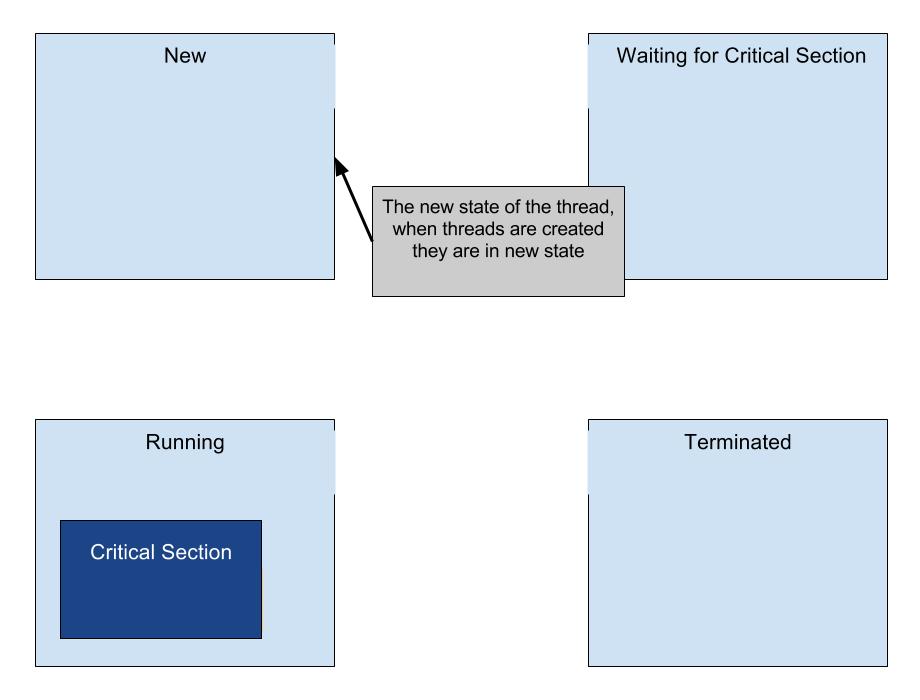 New
Waiting for Critical Section
The new state of the thread,
when threads are created
they are in new state
Running
Terminated
Critical Section